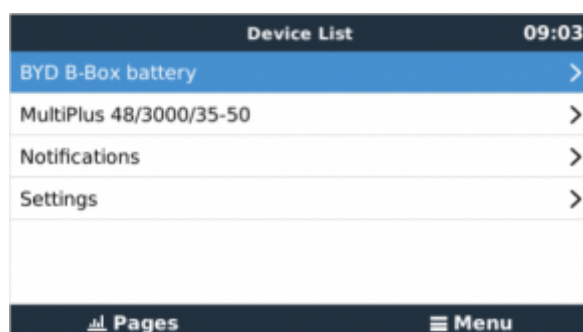 Device List 09:03
BYD B-Box battery
MultiPlus 48/3000/35-50
Notifications
Settings
Pages Menu